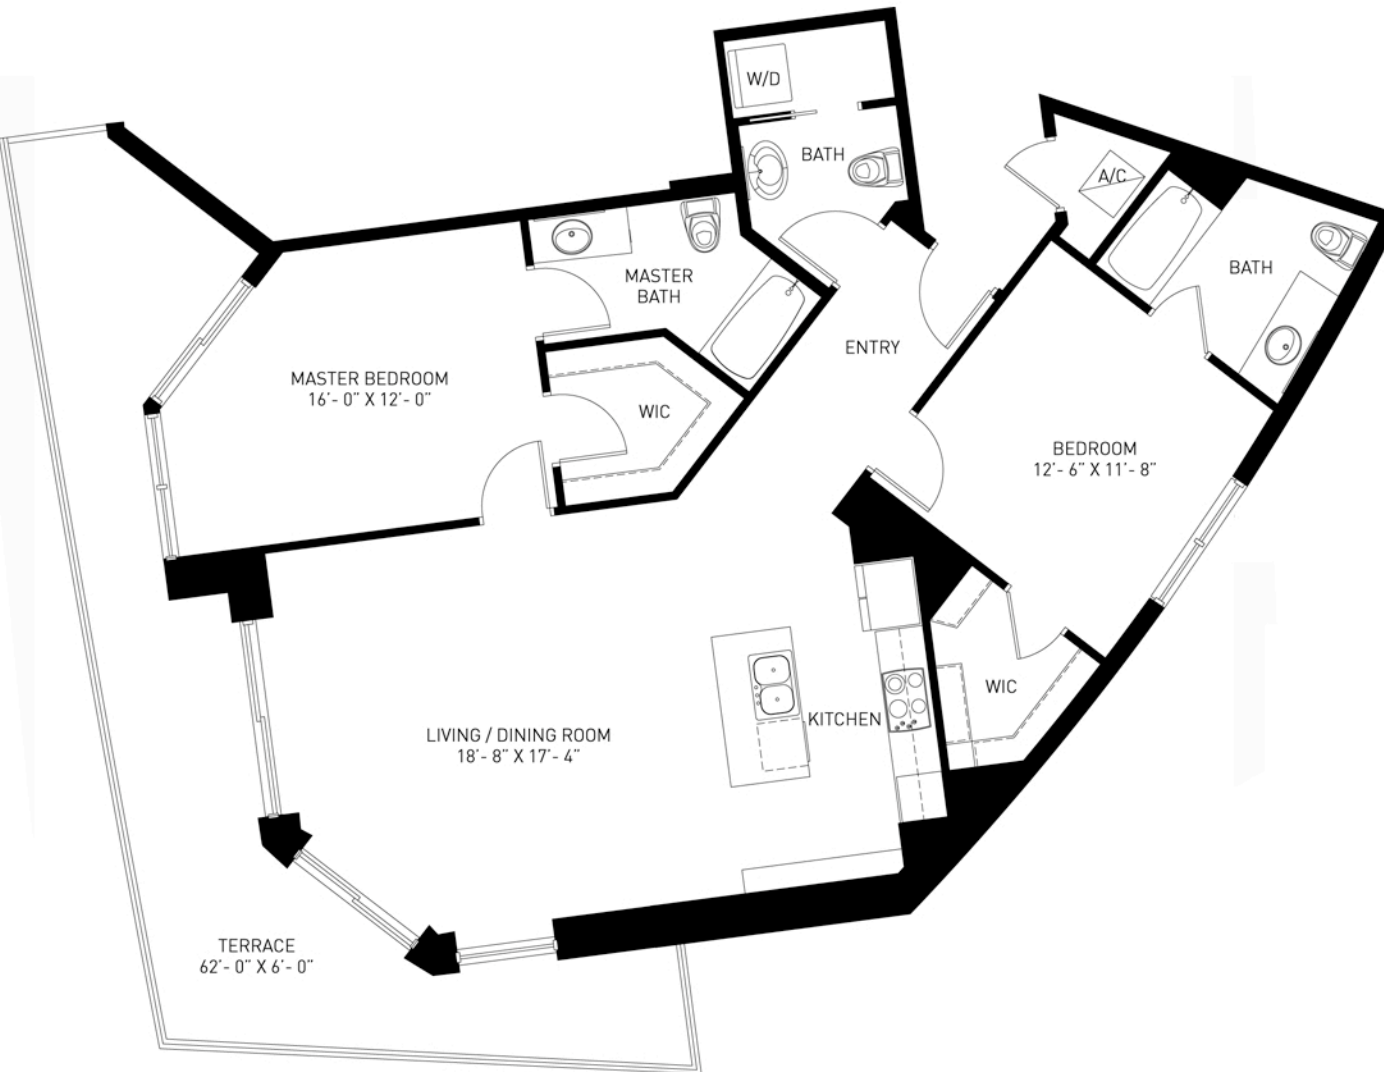 W/D
BATH
A/C
MASTER
BATH
BATH
ENTRY
MASTER BEDROOM
16'- 0" X 12'- 0"
WIC
BEDROOM
12'- 6" X 11'- 8"
WIC
KITCHEN
LIVING / DINING ROOM
18'- 8" X 17'- 4"
TERRACE
62'- 0" X 6'- 0"